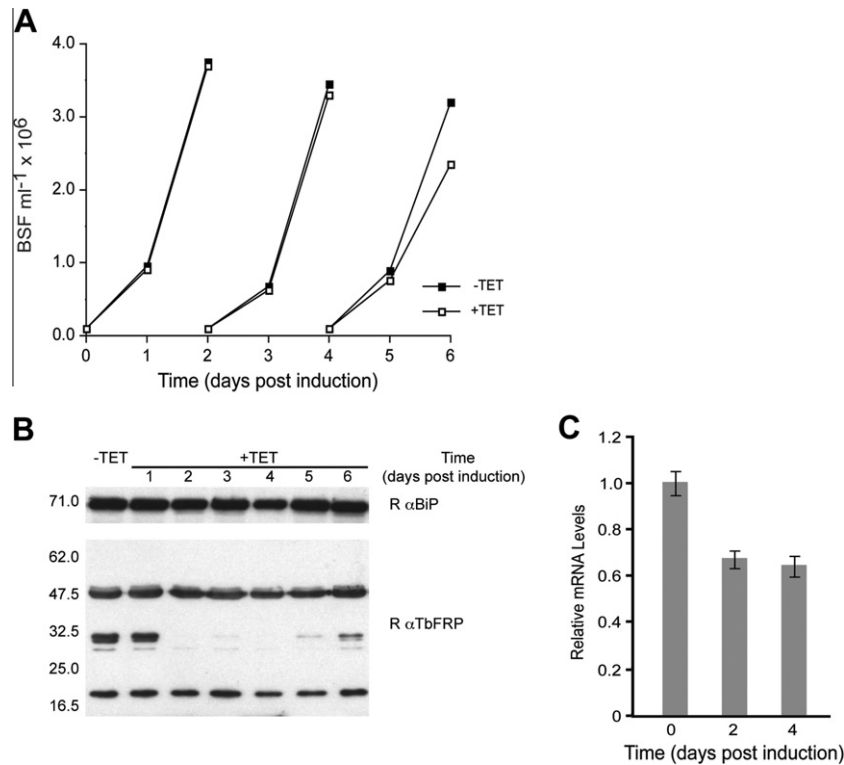 A
BSF ml⁻¹ x 10⁶
4.0
3.0
2.0
1.0
0.0
0 1 2 3 4 5 6
Time (days post induction)
-TET
+TET
B
-TET +TET Time
1 2 3 4 5 6 (days post induction)
71.0 R αBiP
62.0
47.5
32.5 R αTbFRP
25.0
16.5
C
Relative mRNA Levels
1.2
1.0
0.8
0.6
0.4
0.2
0
0 2 4
Time (days post induction)